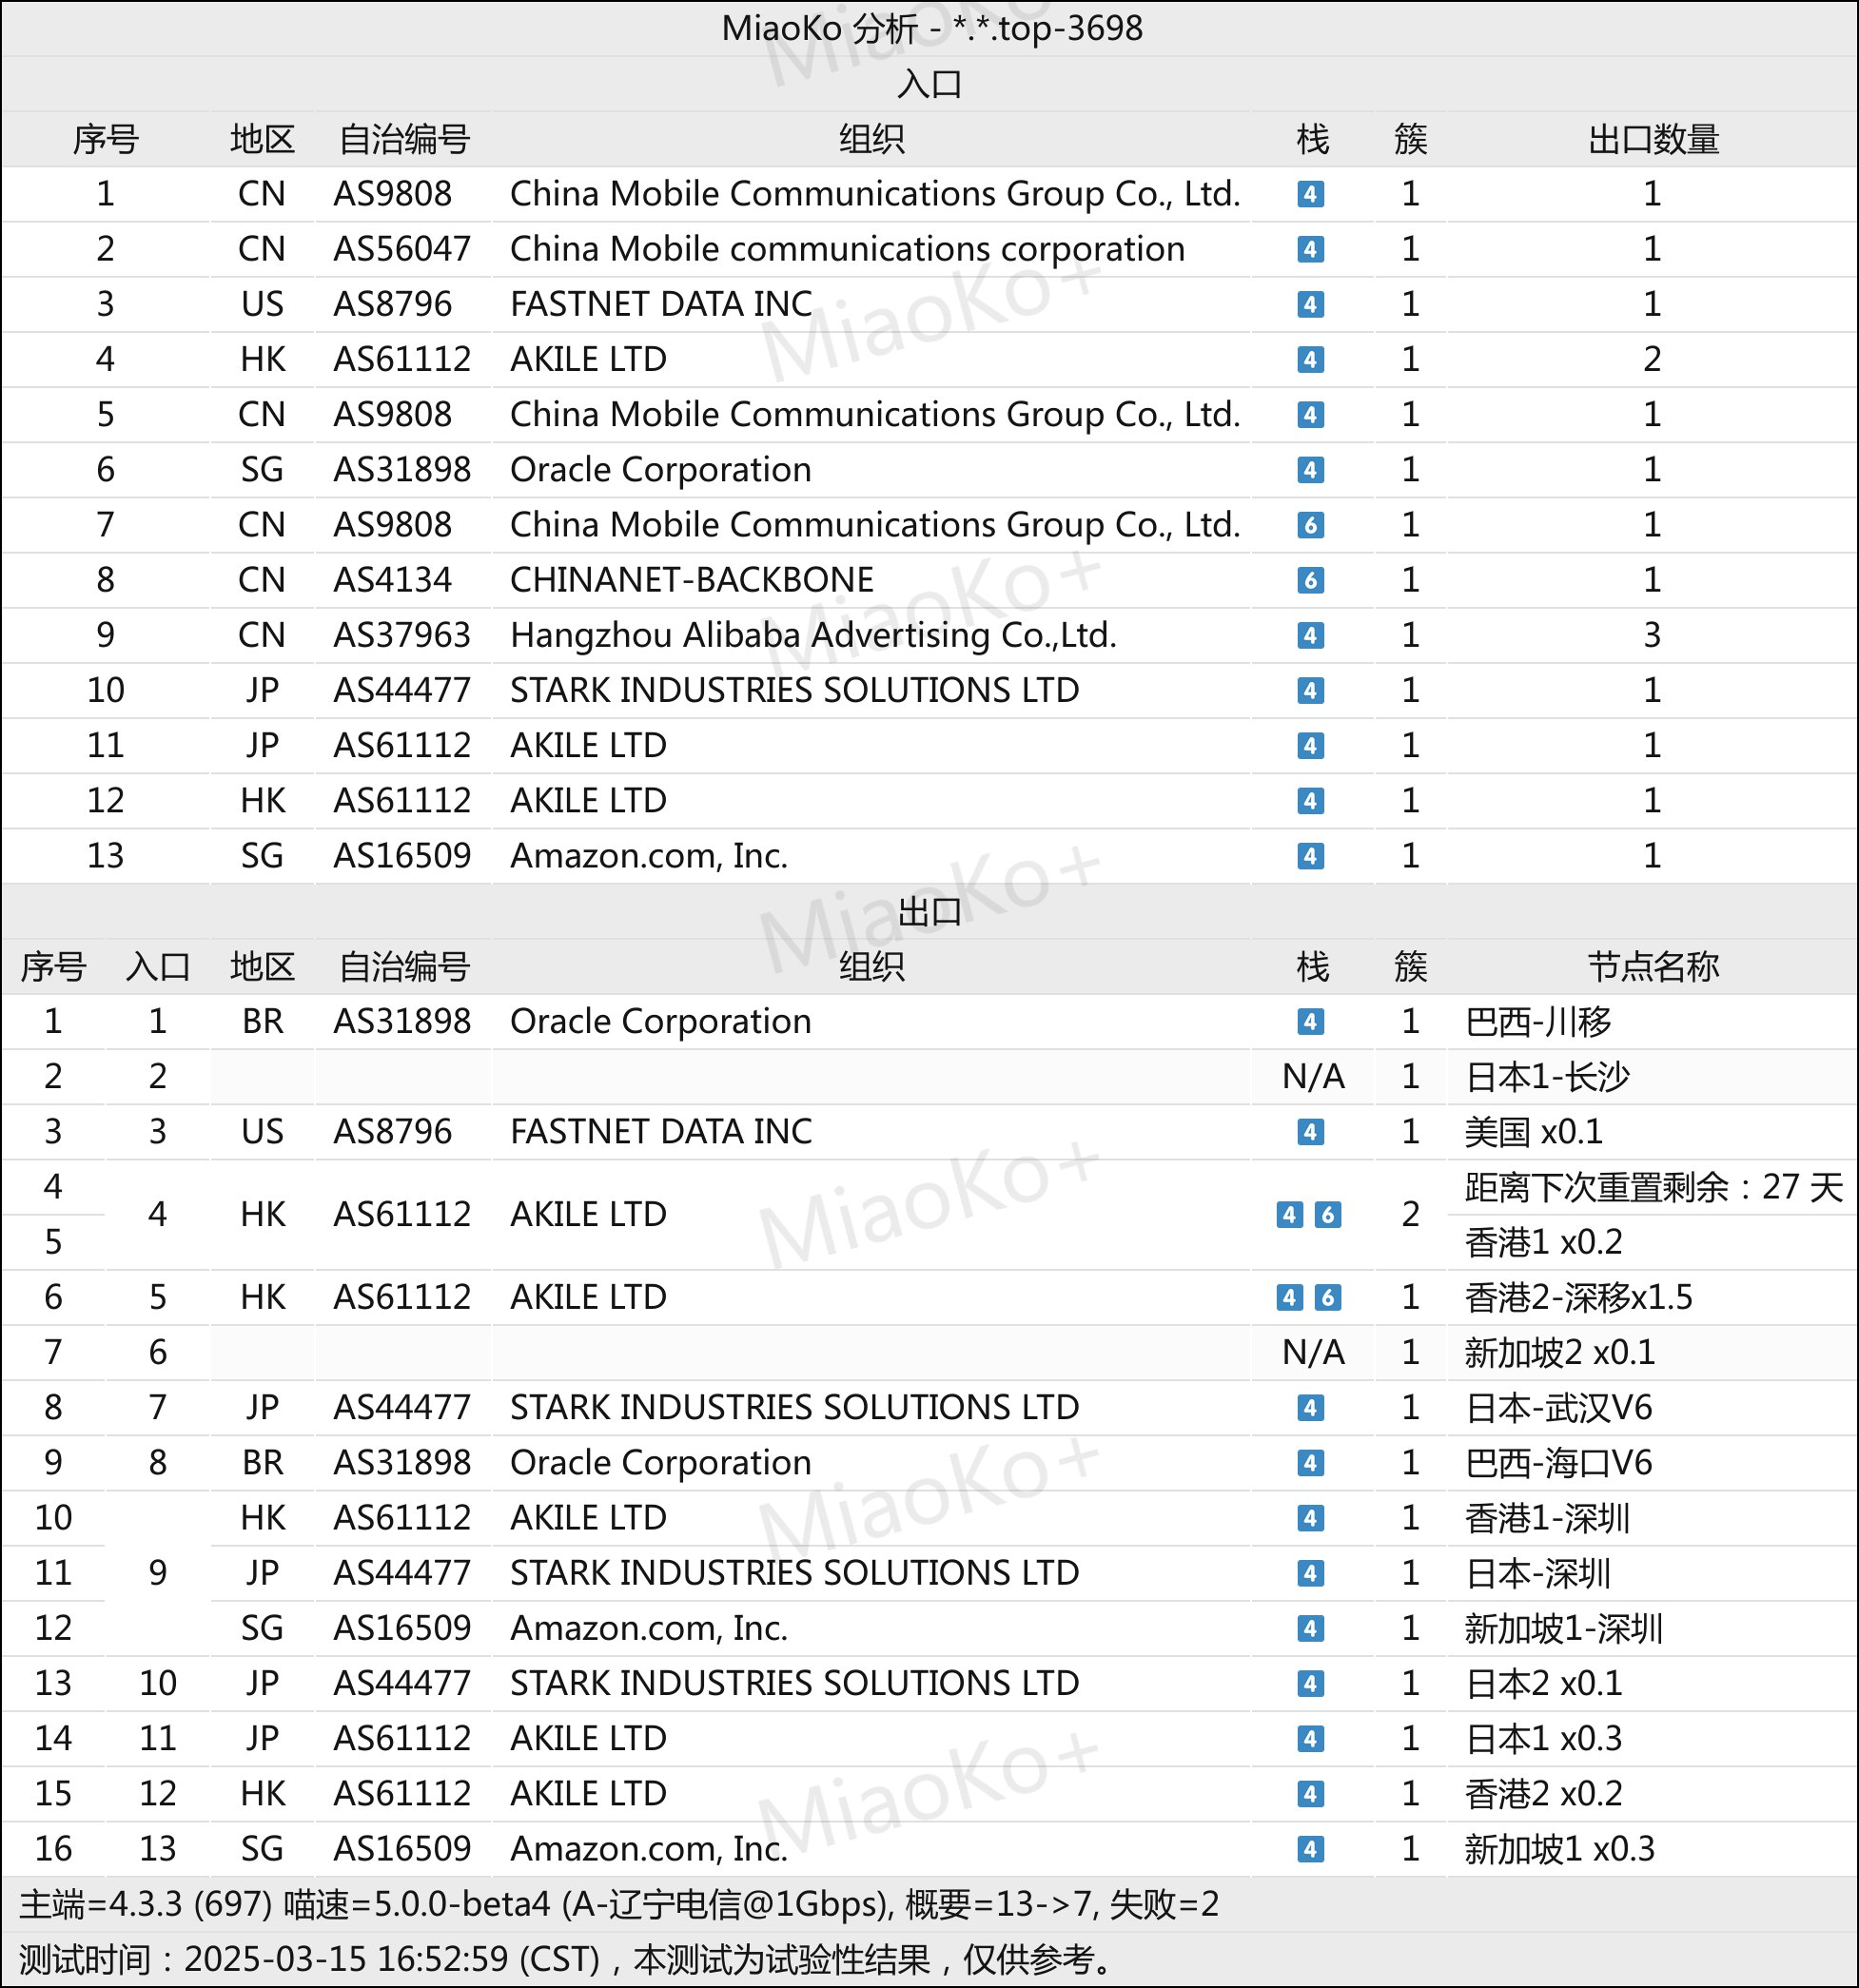 MiaoKo 分析 - *.*.top-3698
入口
序号 地区 自治编号 组织 栈 簇 出口数量
1 CN AS9808 China Mobile Communications Group Co., Ltd. 4 1 1
2 CN AS56047 China Mobile communications corporation 4 1 1
3 US AS8796 FASTNET DATA INC 4 1 1
4 HK AS61112 AKILE LTD 4 1 2
5 CN AS9808 China Mobile Communications Group Co., Ltd. 4 1 1
6 SG AS31898 Oracle Corporation 4 1 1
7 CN AS9808 China Mobile Communications Group Co., Ltd. 6 1 1
8 CN AS4134 CHINANET-BACKBONE 6 1 1
9 CN AS37963 Hangzhou Alibaba Advertising Co.,Ltd. 4 1 3
10 JP AS44477 STARK INDUSTRIES SOLUTIONS LTD 4 1 1
11 JP AS61112 AKILE LTD 4 1 1
12 HK AS61112 AKILE LTD 4 1 1
13 SG AS16509 Amazon.com, Inc. 4 1 1
出口
序号 入口 地区 自治编号 组织 栈 簇 节点名称
1 1 BR AS31898 Oracle Corporation 4 1 巴西-川移
2 2 N/A 1 日本1-长沙
3 3 US AS8796 FASTNET DATA INC 4 1 美国 x0.1
4 4 HK AS61112 AKILE LTD 4 6 2 距离下次重置剩余：27 天
5 香港1 x0.2
6 5 HK AS61112 AKILE LTD 4 6 1 香港2-深移x1.5
7 6 N/A 1 新加坡2 x0.1
8 7 JP AS44477 STARK INDUSTRIES SOLUTIONS LTD 4 1 日本-武汉V6
9 8 BR AS31898 Oracle Corporation 4 1 巴西-海口V6
10 HK AS61112 AKILE LTD 4 1 香港1-深圳
11 9 JP AS44477 STARK INDUSTRIES SOLUTIONS LTD 4 1 日本-深圳
12 SG AS16509 Amazon.com, Inc. 4 1 新加坡1-深圳
13 10 JP AS44477 STARK INDUSTRIES SOLUTIONS LTD 4 1 日本2 x0.1
14 11 JP AS61112 AKILE LTD 4 1 日本1 x0.3
15 12 HK AS61112 AKILE LTD 4 1 香港2 x0.2
16 13 SG AS16509 Amazon.com, Inc. 4 1 新加坡1 x0.3
主端=4.3.3 (697) 喵速=5.0.0-beta4 (A-辽宁电信@1Gbps), 概要=13->7, 失败=2
测试时间：2025-03-15 16:52:59 (CST)，本测试为试验性结果，仅供参考。
MiaoKo+
MiaoKo+
MiaoKo+
MiaoKo+
MiaoKo+
MiaoKo+
MiaoKo+